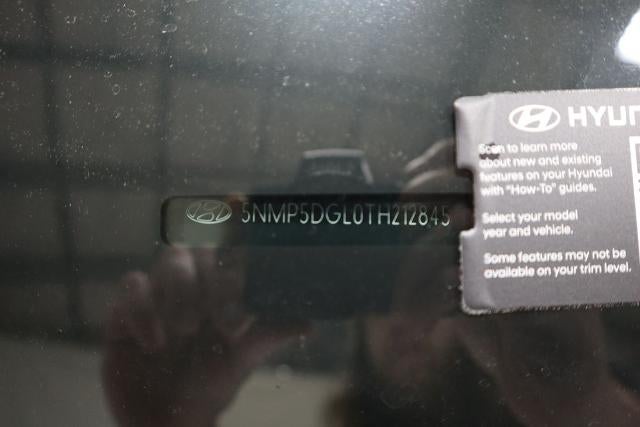 5NMP5DGL0TH212845
HYUN
Scan to learn more
about new and existing
features on your Hyundai
with "How-To" guides.
Select your model
year and vehicle.
Some features may not be
available on your trim level.